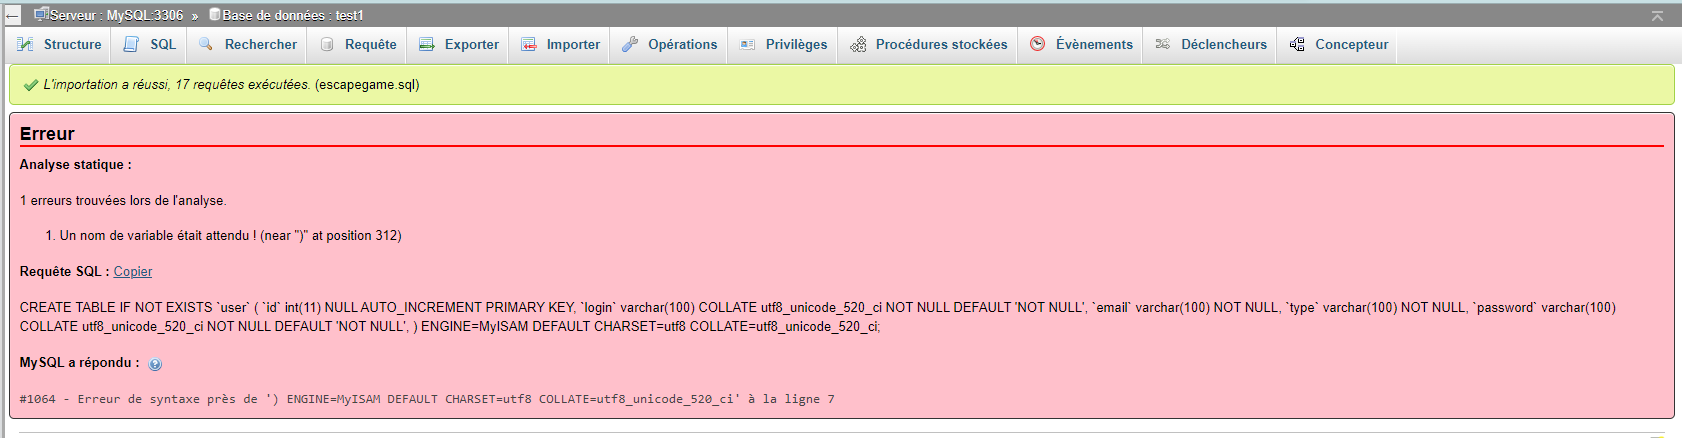 Serveur : MySQL:3306 » Base de données : test1
Structure SQL Rechercher Requête Exporter Importer Opérations Privilèges Procédures stockées Évènements Déclencheurs Concepteur
L'importation a réussi, 17 requêtes exécutées. (escapegame.sql)
Erreur
Analyse statique :
1 erreurs trouvées lors de l'analyse.
1. Un nom de variable était attendu ! (near ")" at position 312)
Requête SQL : Copier
CREATE TABLE IF NOT EXISTS `user` ( `id` int(11) NULL AUTO_INCREMENT PRIMARY KEY, `login` varchar(100) COLLATE utf8_unicode_520_ci NOT NULL DEFAULT 'NOT NULL', `email` varchar(100) NOT NULL, `type` varchar(100) NOT NULL, `password` varchar(100)
COLLATE utf8_unicode_520_ci NOT NULL DEFAULT 'NOT NULL', ) ENGINE=MyISAM DEFAULT CHARSET=utf8 COLLATE=utf8_unicode_520_ci;
MySQL a répondu :
#1064 - Erreur de syntaxe près de ') ENGINE=MyISAM DEFAULT CHARSET=utf8 COLLATE=utf8_unicode_520_ci' à la ligne 7